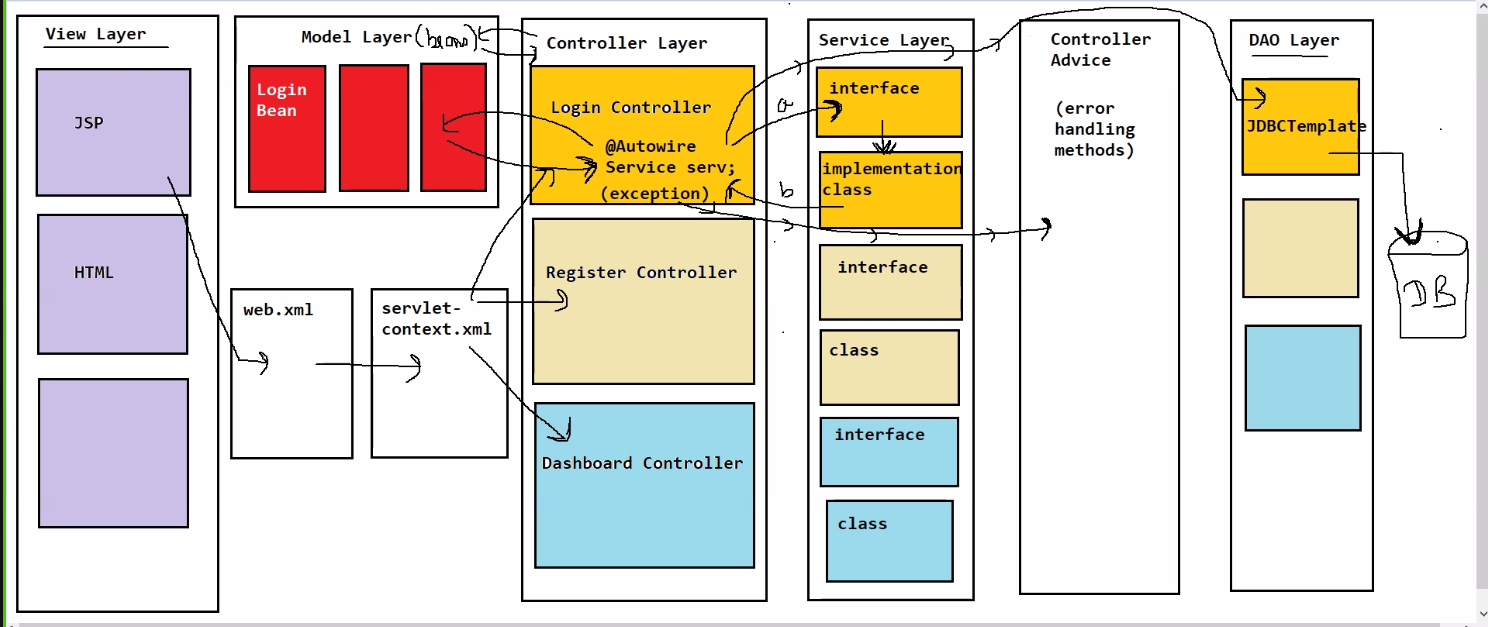 View Layer
JSP
HTML
Model Layer (beans)
Login
Bean
web.xml
servlet-
context.xml
Controller Layer
Login Controller
@Autowire
Service serv;
(exception)
Register Controller
Dashboard Controller
a
b
Service Layer
interface
implementation
class
interface
class
interface
class
Controller
Advice
(error
handling
methods)
DAO Layer
JDBCTemplate
DB